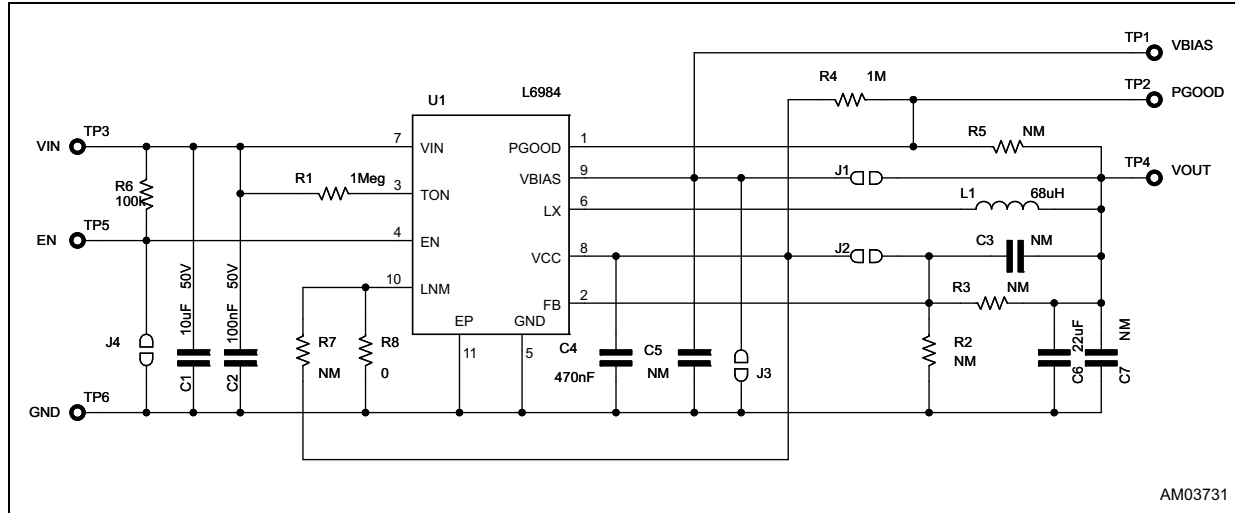 TP1
VBIAS
R4 1M
TP2
PGOOD
U1
L6984
TP3
VIN
7
VIN
PGOOD
1
R5
NM
R1
1Meg
3
TON
VBIAS
9
J1
TP4
VOUT
R6
100k
LX
6
L1
68uH
EN
TP5
4
EN
VCC
8
J2
C3
NM
10
LNM
FB
2
R3
NM
EP
GND
11
5
J4
10uF 50V
C1
100nF 50V
C2
R7
NM
R8
0
C4
470nF
C5
NM
J3
R2
NM
22uF
C6
NM
C7
GND
TP6
AM03731